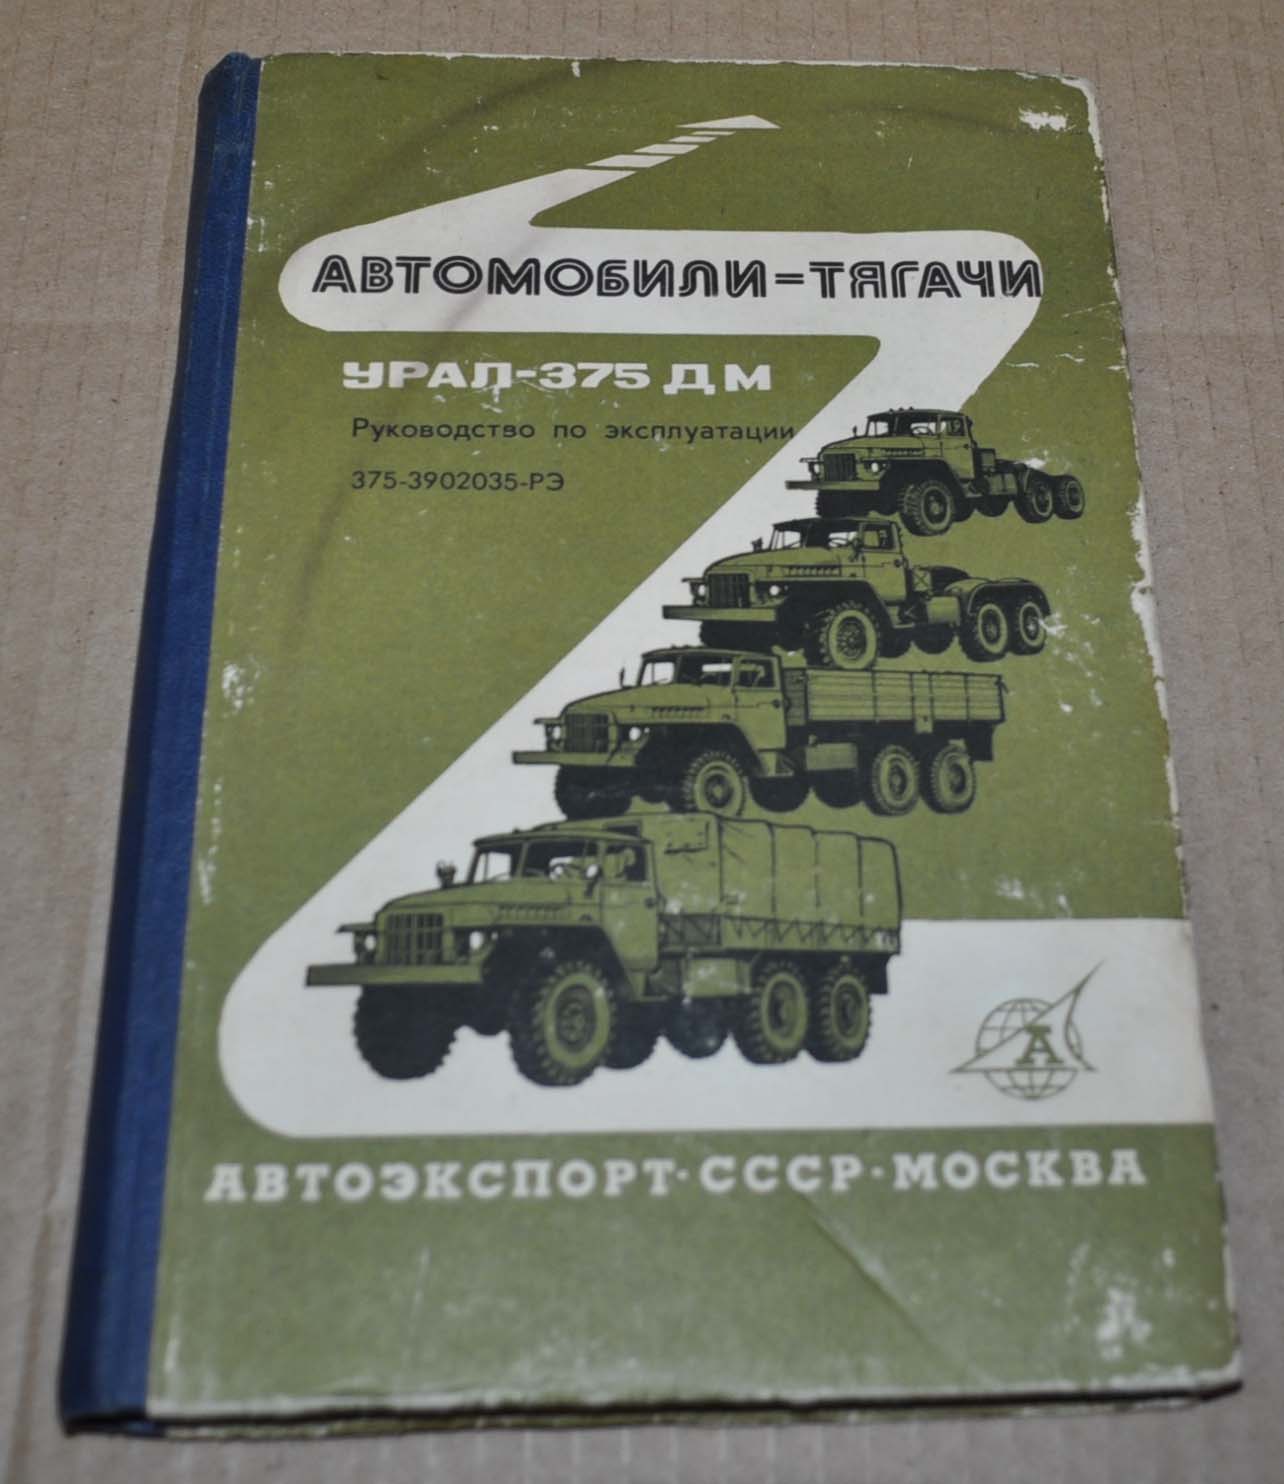 АВТОМОБИЛИ-ТЯГАЧИ
УРАЛ-375 ДМ
Руководство по эксплуатации
375-3902035-РЭ
А
АВТОЭКСПОРТ·СССР·МОСКВА